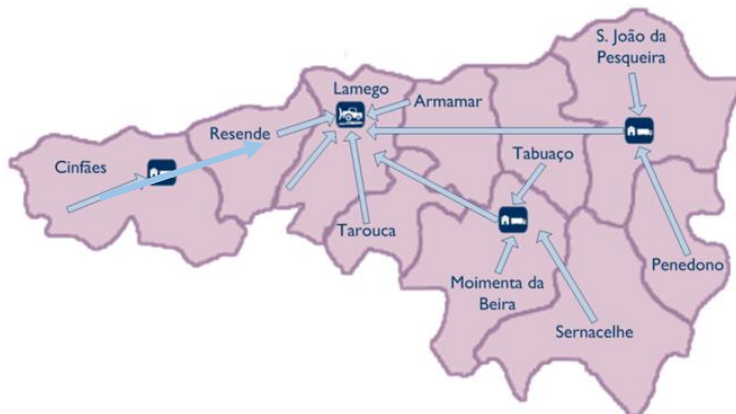 S. João da
Pesqueira
Lamego
Armamar
Resende
Tabuaço
Cinfães
Tarouca
Moimenta da
Beira
Penedono
Sernacelhe